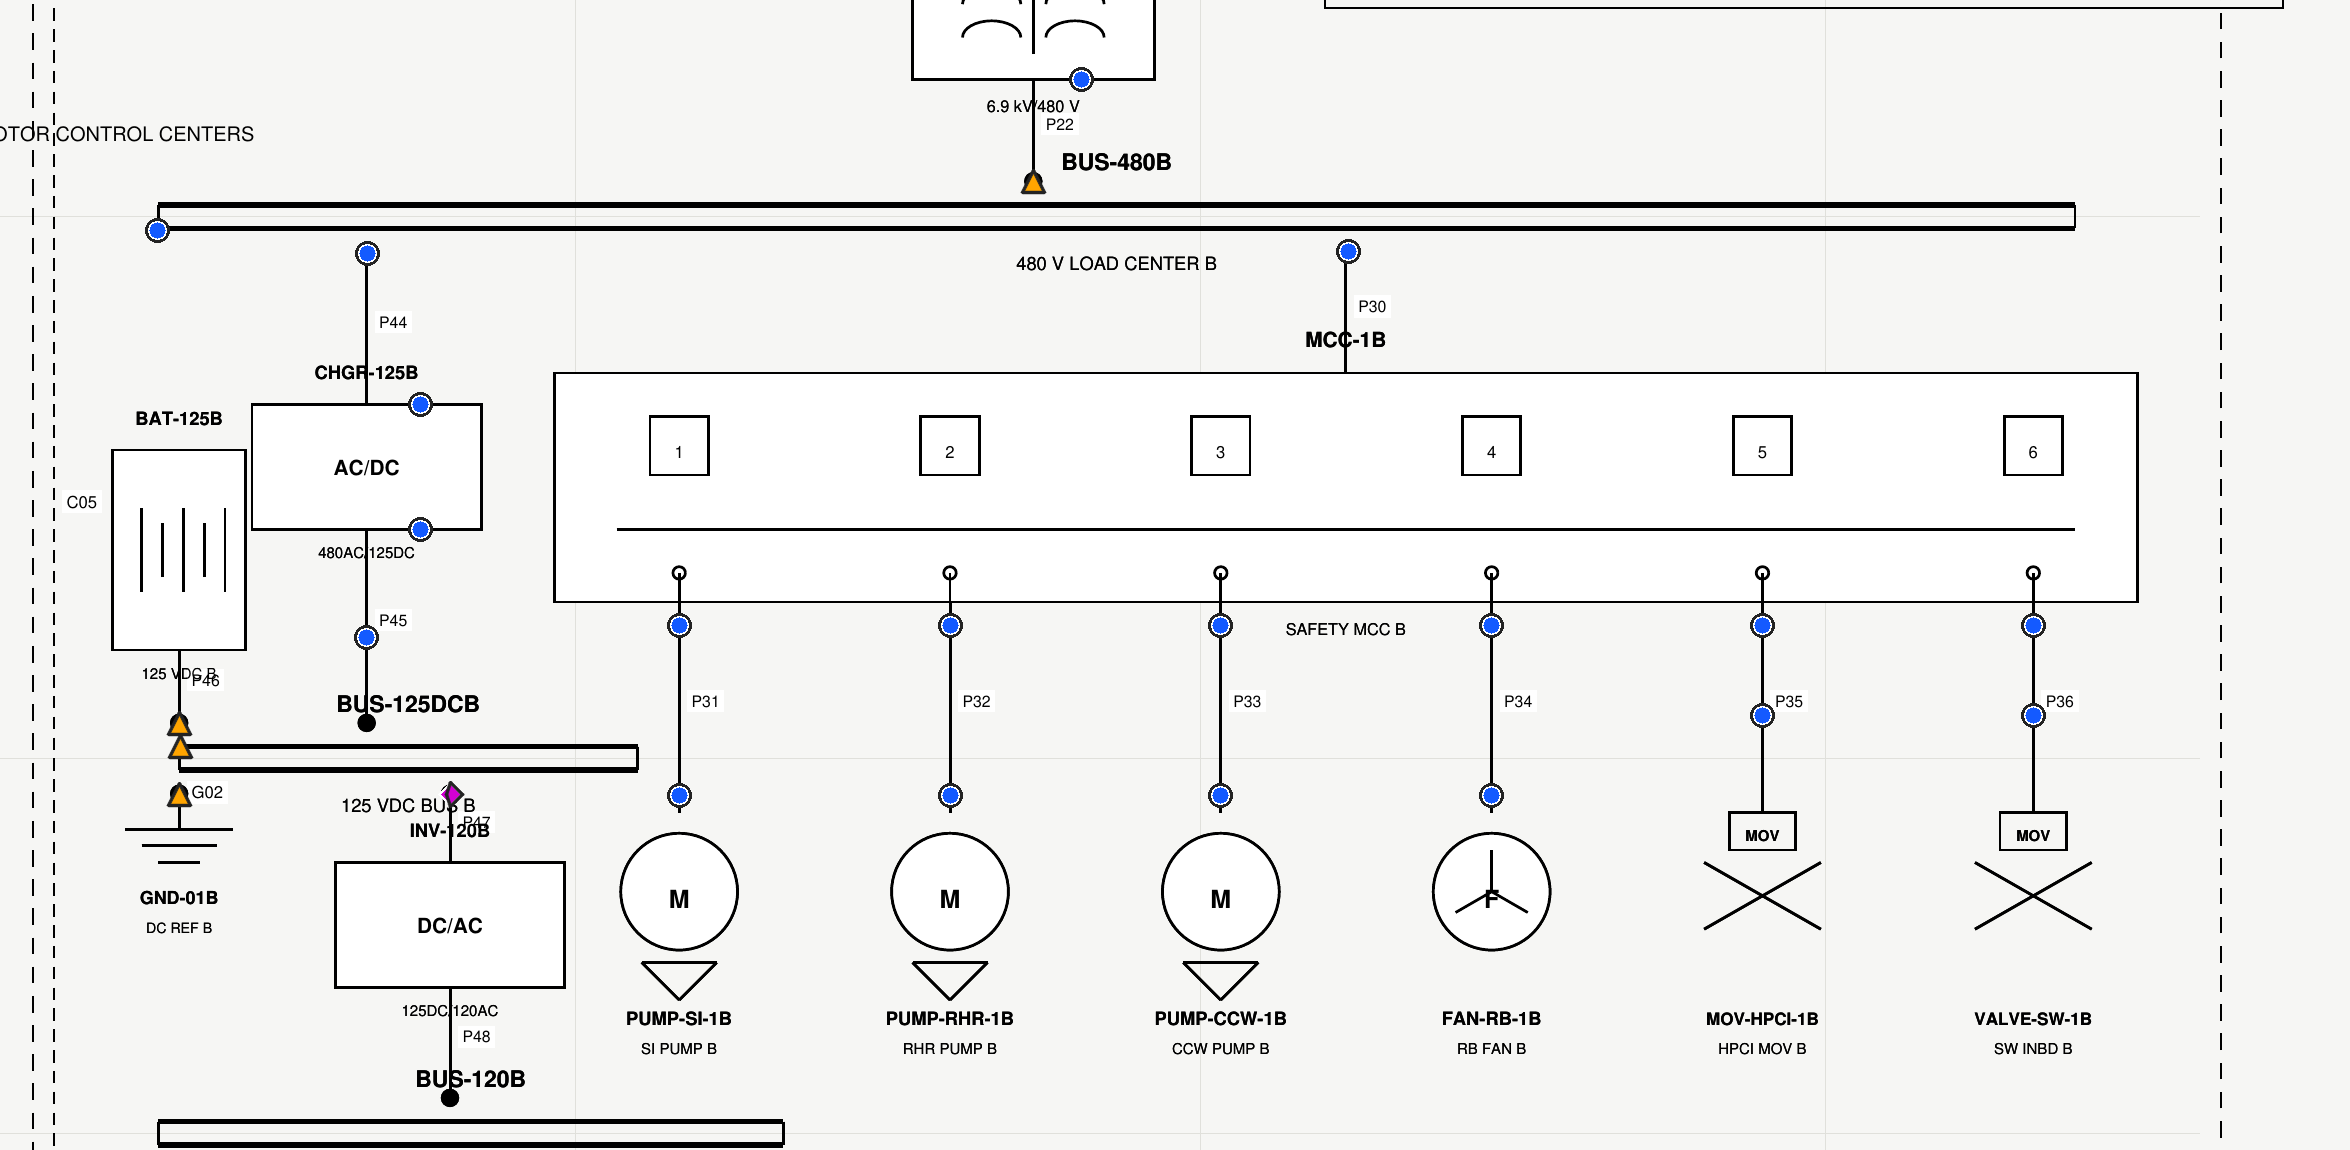 6.9 kV/480 V
P22
OTOR CONTROL CENTERS
BUS-480B
480 V LOAD CENTER B
P30
P44
MCC-1B
CHGR-125B
BAT-125B
AC/DC
1
2
3
4
5
6
C05
480AC/125DC
P45
SAFETY MCC B
125 VDC B
P46
BUS-125DCB
P31
P32
P33
P34
P35
P36
G02
125 VDC BUS B
P47
INV-120B
MOV
MOV
GND-01B
DC REF B
DC/AC
M
M
M
F
125DC/120AC
P48
PUMP-SI-1B
SI PUMP B
PUMP-RHR-1B
RHR PUMP B
PUMP-CCW-1B
CCW PUMP B
FAN-RB-1B
RB FAN B
MOV-HPCI-1B
HPCI MOV B
VALVE-SW-1B
SW INBD B
BUS-120B